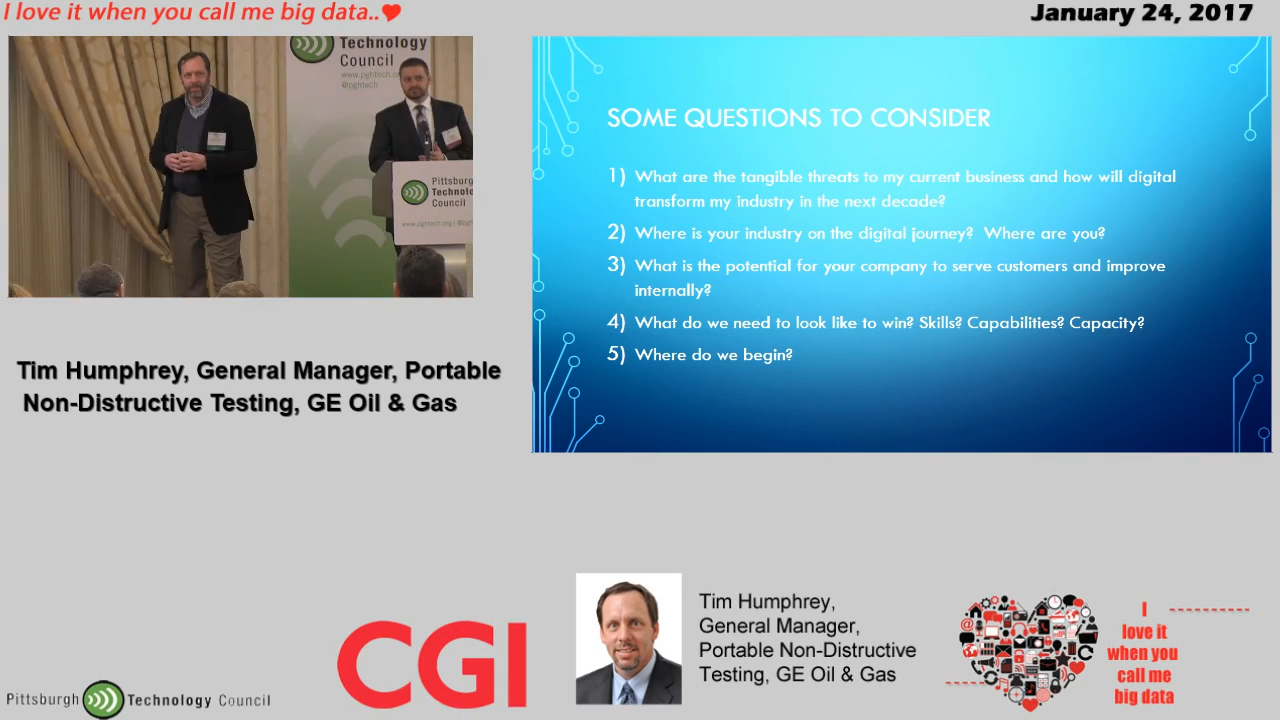 I love it when you call me big data..
January 24, 2017
Technology
Council
@pghtech
Pittsburg
Council
SOME QUESTIONS TO CONSIDER
1) What are the tangible threats to my current business and how will digital
transform my industry in the next decade?
2) Where is your industry on the digital journey? Where are you?
3) What is the potential for your company to serve customers and improve
internally?
4) What do we need to look like to win? Skills? Capabilities? Capacity?
5) Where do we begin?
Tim Humphrey, General Manager, Portable
Non-Distructive Testing, GE Oil & Gas
Pittsburgh Technology Council
CGI
Tim Humphrey,
General Manager,
Portable Non-Distructive
Testing, GE Oil & Gas
I
love it
when you
call me
big data